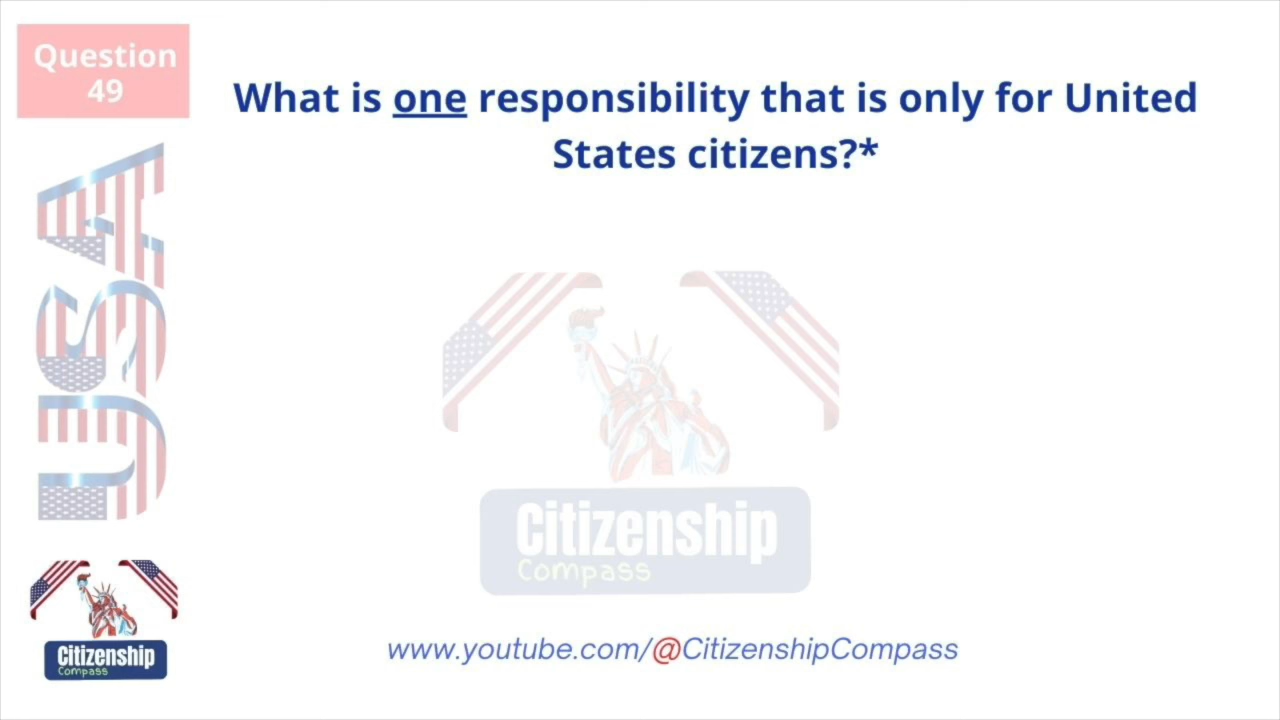 Question
49
What is one responsibility that is only for United
States citizens?*
USA
Citizenship
Compass
Citizenship
Compass
www.youtube.com/@CitizenshipCompass